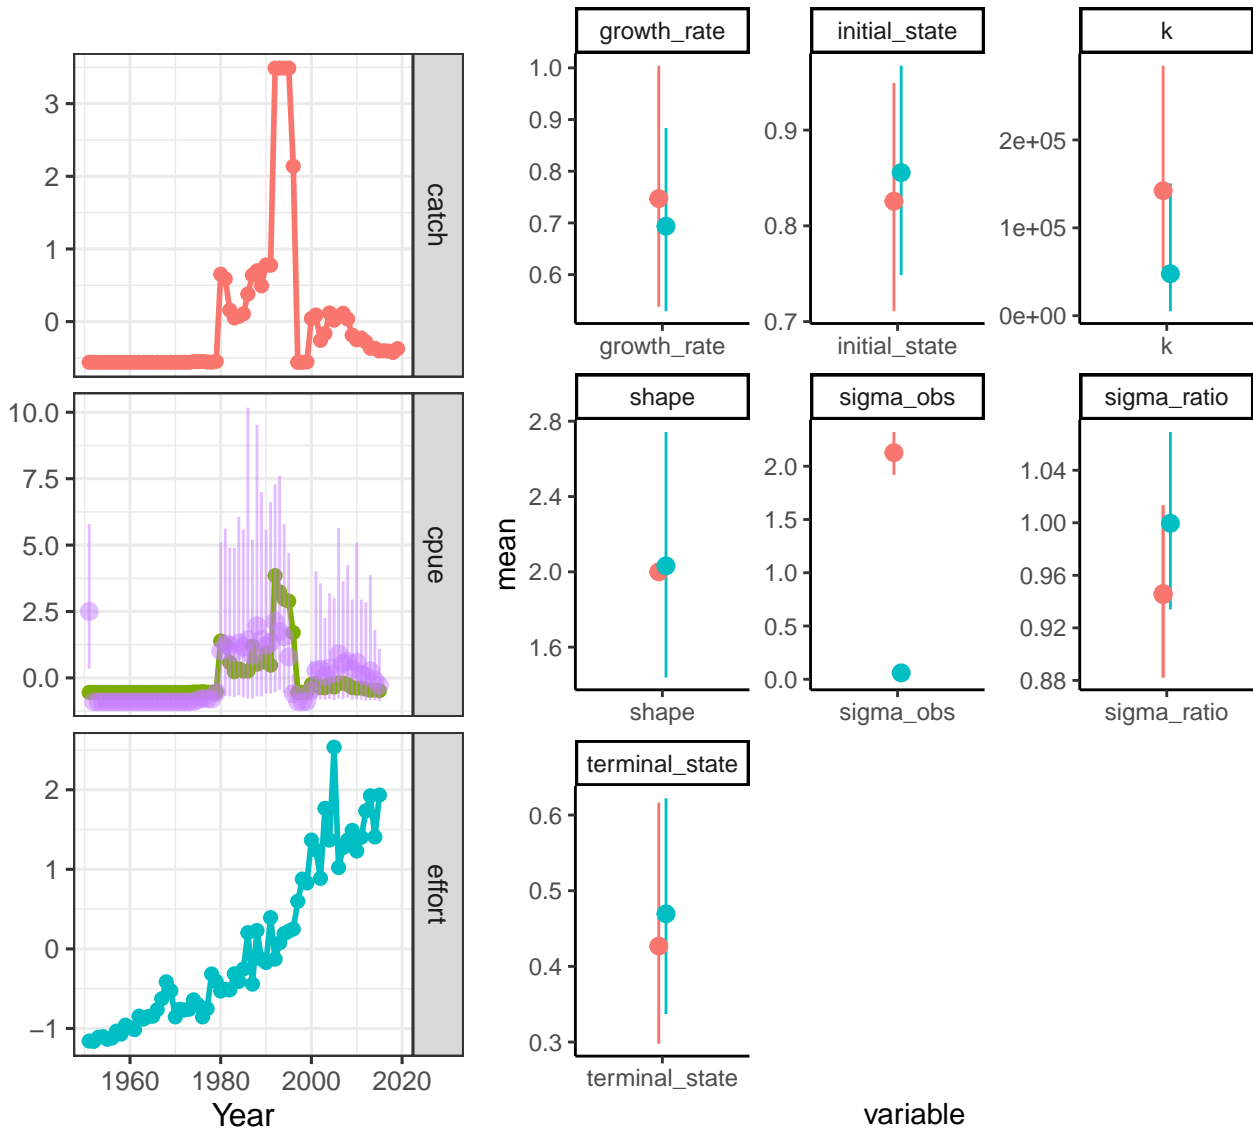 3
2
1
0
catch
10.0
7.5
5.0
2.5
0.0
cpue
2
1
0
−1
effort
1960 1980 2000 2020
Year
mean
growth_rate
1.0
0.9
0.8
0.7
0.6
growth_rate
initial_state
0.9
0.8
0.7
initial_state
k
2e+05
1e+05
0e+00
k
shape
2.8
2.4
2.0
1.6
shape
sigma_obs
2.0
1.5
1.0
0.5
0.0
sigma_obs
sigma_ratio
1.04
1.00
0.96
0.92
0.88
sigma_ratio
terminal_state
0.6
0.5
0.4
0.3
terminal_state
variable